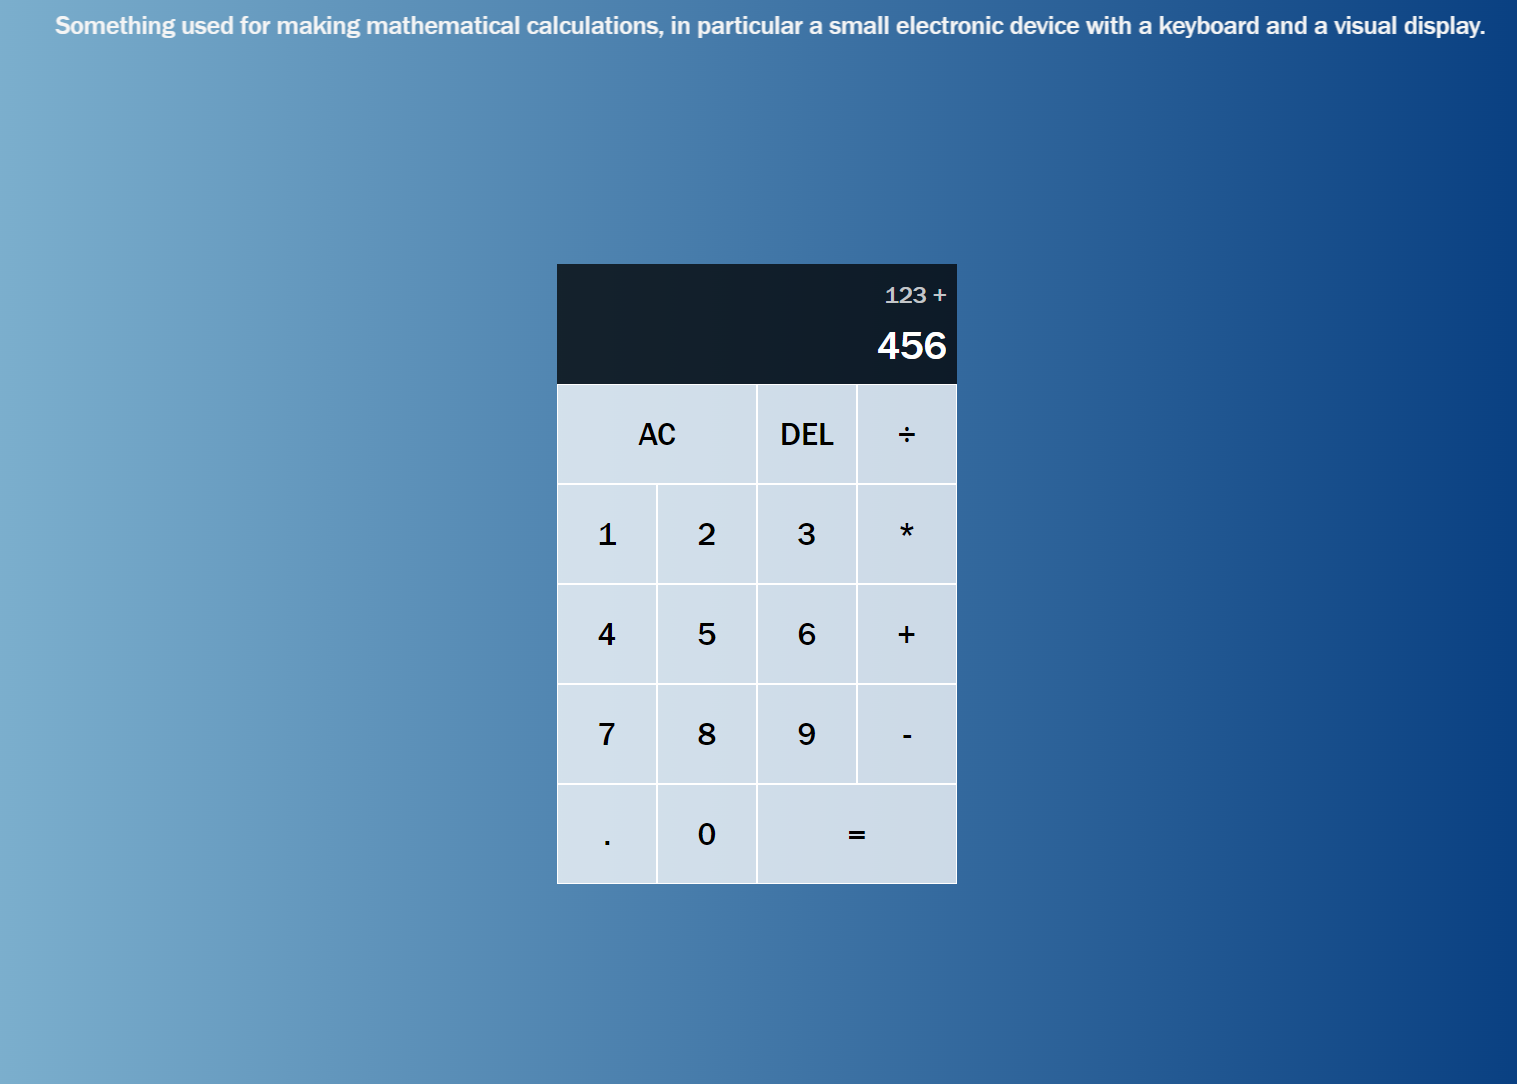 Something used for making mathematical calculations, in particular a small electronic device with a keyboard and a visual display.
123 +
456
AC DEL ÷
1 2 3 *
4 5 6 +
7 8 9 -
. 0 =